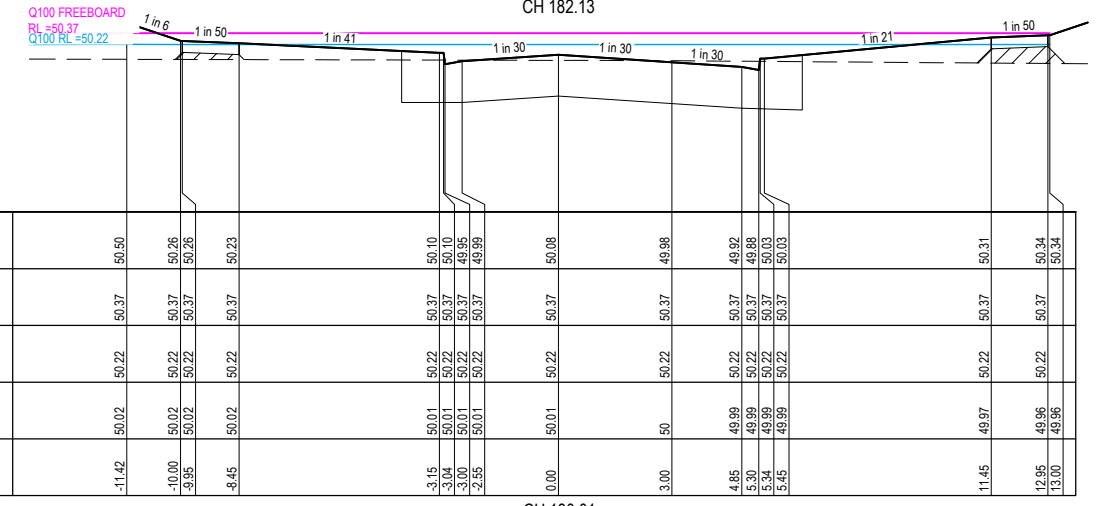 CH 182.13
Q100 FREEBOARD
RL =50.37
Q100 RL =50.22
1 in 6
1 in 50
1 in 41
1 in 30
1 in 30
1 in 30
1 in 21
1 in 50
50.50 50.26 50.26 50.23 50.10 50.10 49.95 49.99 50.08 49.98 49.92 49.88 50.03 50.03 50.31 50.34 50.34
50.37 50.37 50.37 50.37 50.37 50.37 50.37 50.37 50.37 50.37 50.37 50.37 50.37 50.37 50.37 50.37
50.22 50.22 50.22 50.22 50.22 50.22 50.22 50.22 50.22 50.22 50.22 50.22 50.22 50.22 50.22 50.22
50.02 50.02 50.02 50.02 50.01 50.01 50.01 50.01 50.01 50 49.99 49.99 49.99 49.99 49.97 49.96 49.96
-11.42 -10.00 -9.95 -8.45 -3.15 -3.04 -3.00 -2.55 0.00 3.00 4.85 5.30 5.34 5.45 11.45 12.95 13.00